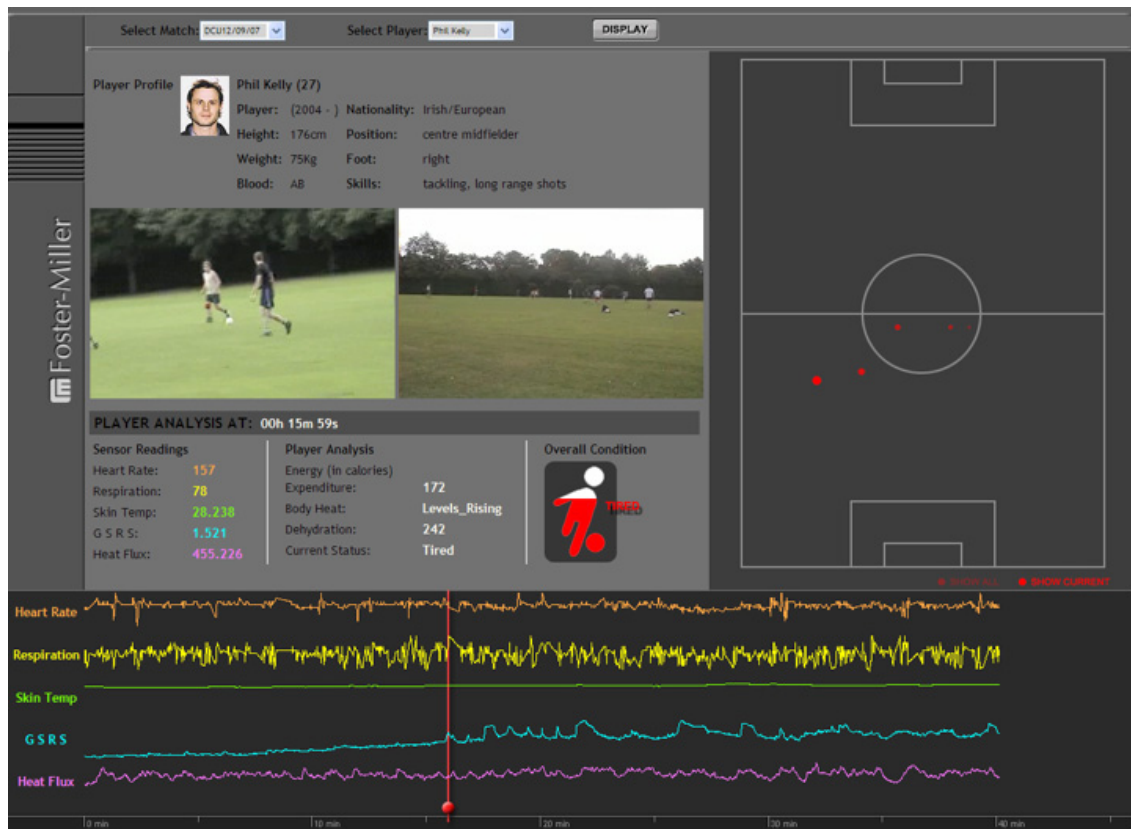 Select Match: DCU12/09/07 Select Player: Phil Kelly DISPLAY
Player Profile Phil Kelly (27)
Player: (2004 - ) Nationality: Irish/European
Height: 176cm Position: centre midfielder
Weight: 75Kg Foot: right
Blood: AB Skills: tackling, long range shots
Foster-Miller
PLAYER ANALYSIS AT: 00h 15m 59s
Sensor Readings
Heart Rate: 157
Respiration: 78
Skin Temp: 28.238
G S R S: 1.521
Heat Flux: 455.226
Player Analysis
Energy (in calories)
Expenditure: 172
Body Heat: Levels_Rising
Dehydration: 242
Current Status: Tired
Overall Condition
TIRED
SHOW ALL SHOW CURRENT
Heart Rate
Respiration
Skin Temp
G S R S
Heat Flux
0 min 10 min 20 min 30 min 40 min